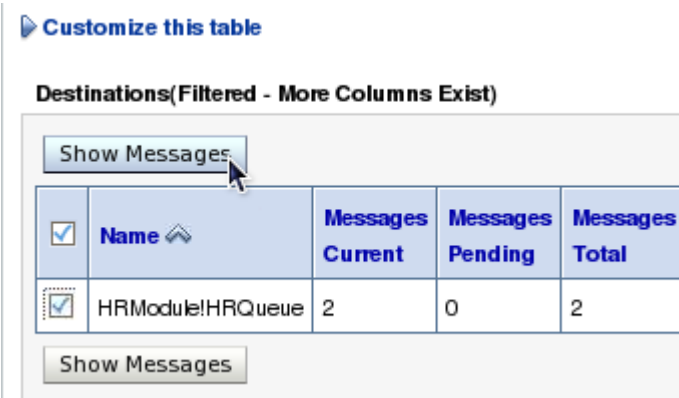 Customize this table
Destinations(Filtered - More Columns Exist)
Show Messages
Name Messages Current Messages Pending Messages Total
HRModule!HRQueue 2 0 2
Show Messages